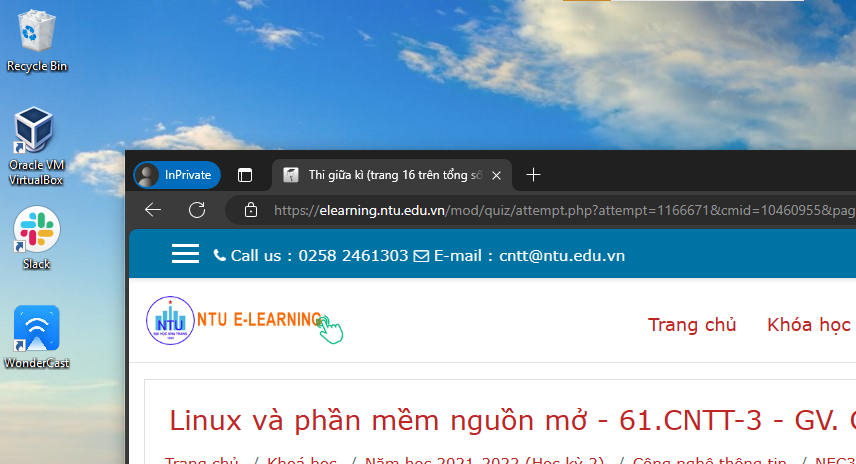 Recycle Bin
Oracle VM
VirtualBox
Slack
WonderCast
InPrivate
Thi giữa kì (trang 16 trên tổng số
https://elearning.ntu.edu.vn/mod/quiz/attempt.php?attempt=1166671&cmid=10460955&pag
Call us : 0258 2461303 E-mail : cntt@ntu.edu.vn
NTU
NTU E-LEARNING
Trang chủ Khóa học
Linux và phần mềm nguồn mở - 61.CNTT-3 - GV.
Trang chủ / Khoá học / Năm học 2021-2022 (Học kỳ 2) / Công nghệ thông tin / NEC3